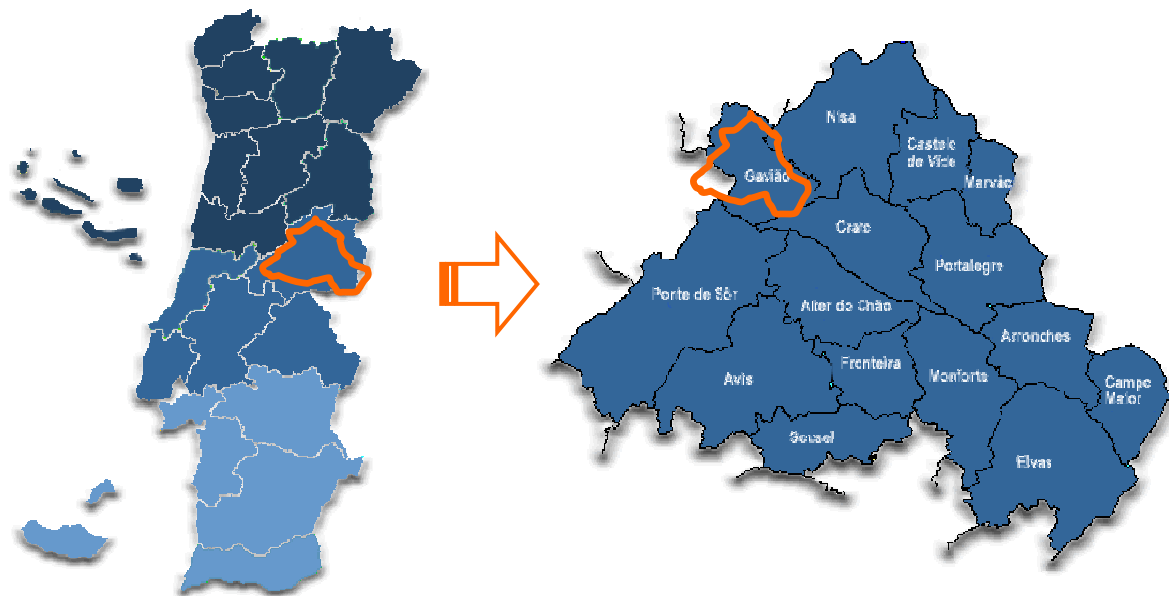 Nisa
Castelo
de Vide
Marvão
Gavião
Crato
Portalegre
Ponte de Sôr
Alter do Chão
Arronches
Fronteira
Monforte
Avis
Campo
Maior
Sousel
Elvas